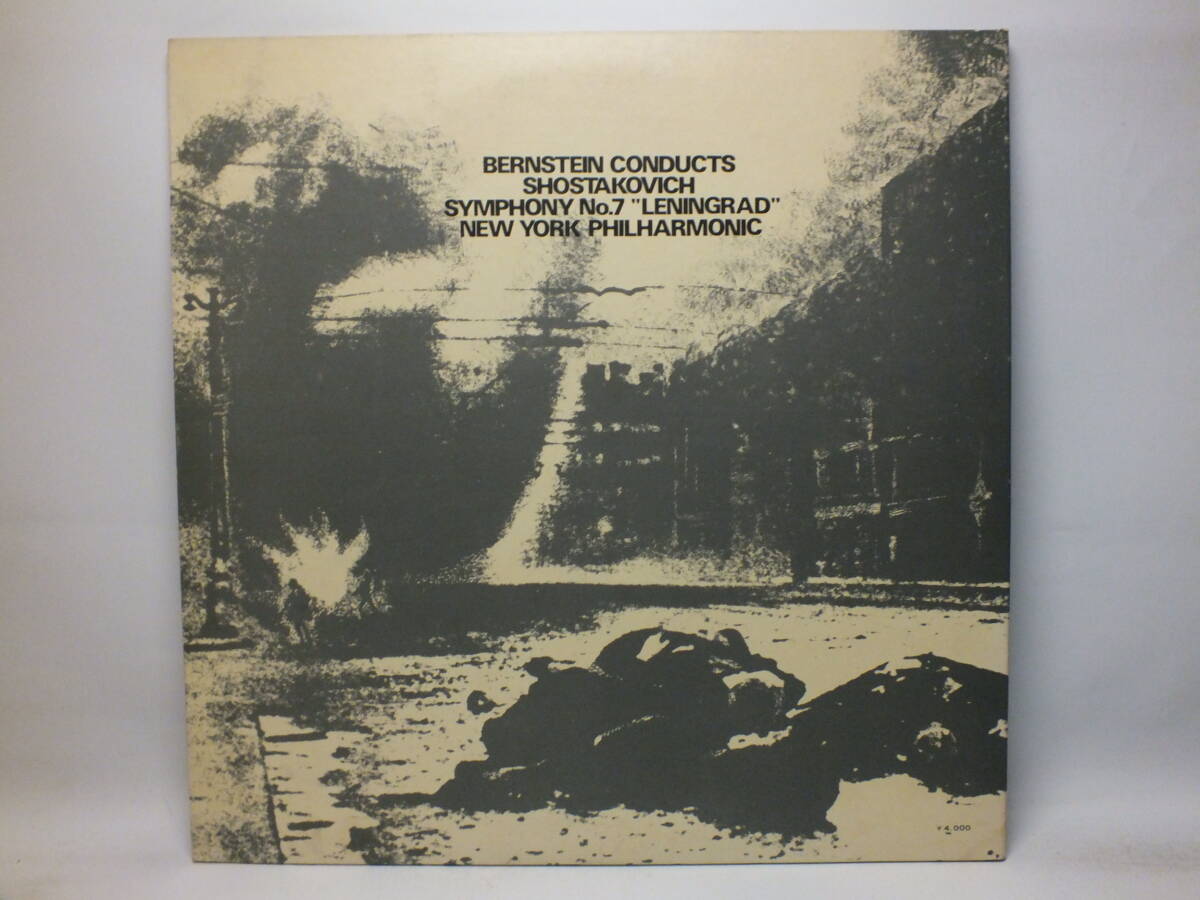 BERNSTEIN CONDUCTS
SHOSTAKOVICH
SYMPHONY No.7 "LENINGRAD"
NEW YORK PHILHARMONIC
¥4,000